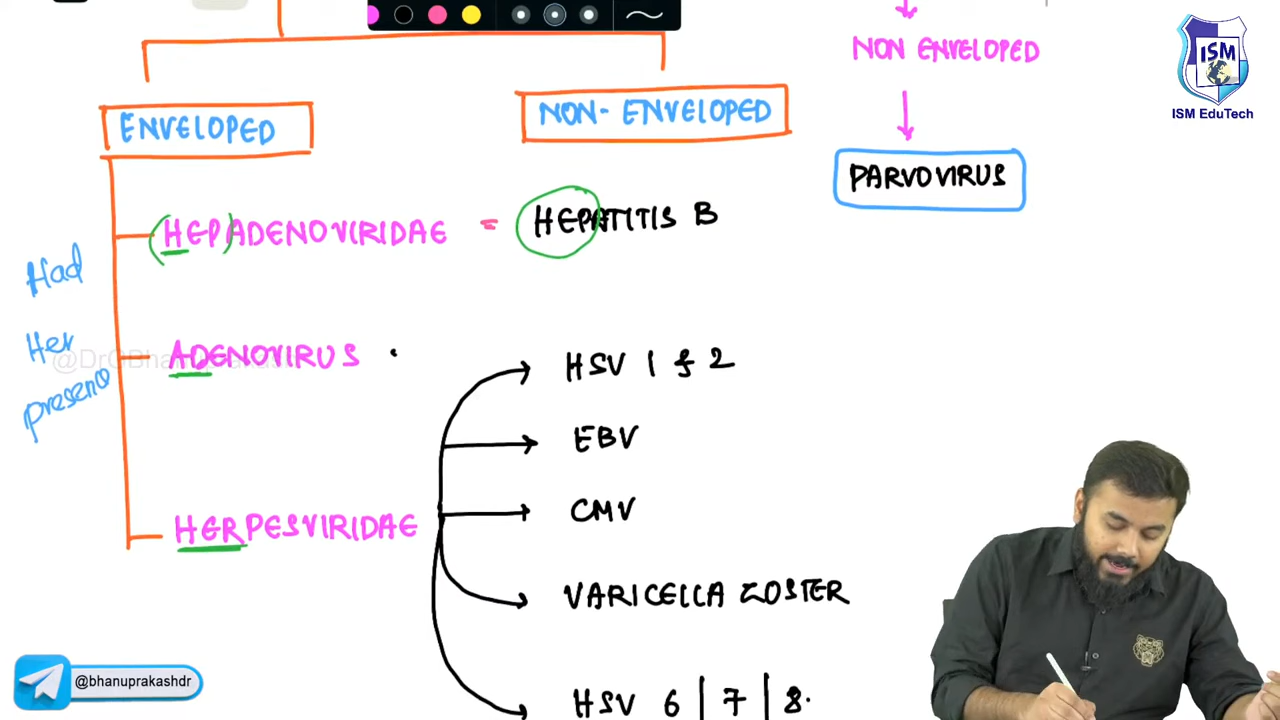 NON ENVELOPED
ISM
ISM EduTech
ENVELOPED
NON-ENVELOPED
PARVOVIRUS
HEPADENOVIRIDAE = HEPATITIS B
Had
Her
presend
ADENOVIRUS
HSV 1 & 2
EBV
CMV
HERPESVIRIDAE
VARICELLA ZOSTER
HSV 6 | 7 | 8.
@bhanuprakashdr